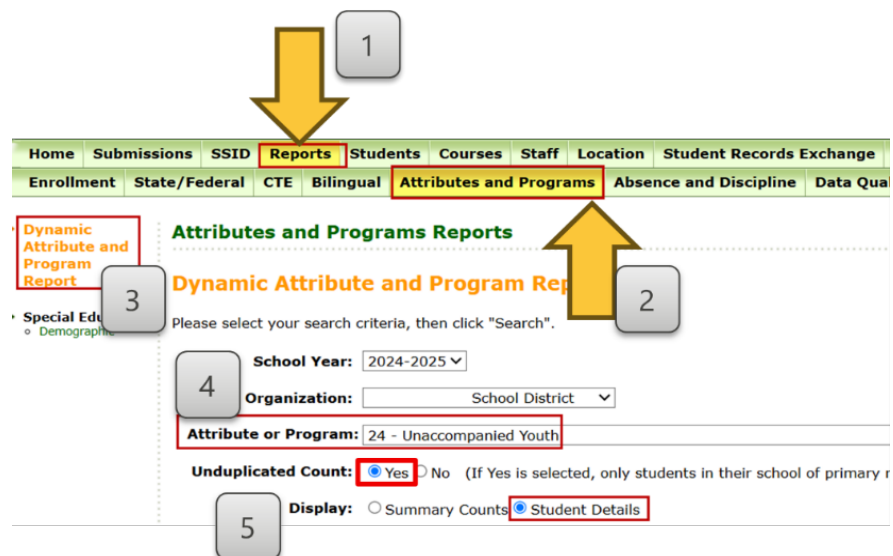 1
Home Submissions SSID Reports Students Courses Staff Location Student Records Exchange
Enrollment State/Federal CTE Bilingual Attributes and Programs Absence and Discipline Data
Dynamic
Attribute and
Program
Report
3
Special
Attributes and Programs Reports
Dynamic Attribute and Program
2
Please select your search criteria, then click "Search".
School Year: 2024-2025
4
Organization: School District
Attribute or Program: 24 - Unaccompanied Youth
Unduplicated Count: Yes No (If Yes is selected, only students in their school of primary
5
Display: Summary Counts Student Details